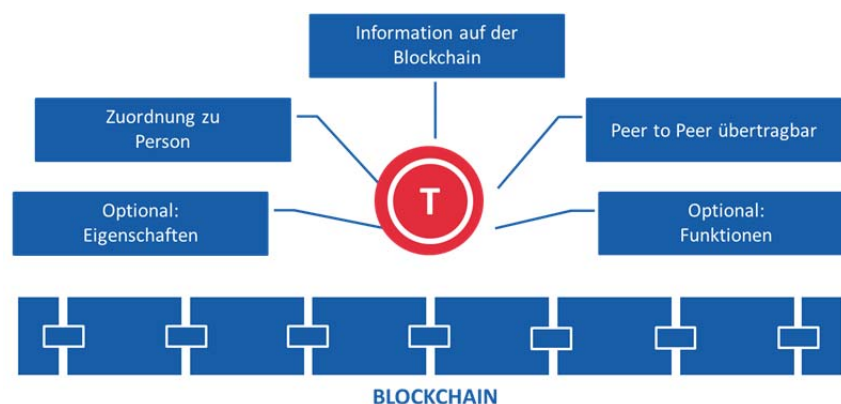 Information auf der
Blockchain
Zuordnung zu
Person
Peer to Peer übertragbar
T
Optional:
Eigenschaften
Optional:
Funktionen
BLOCKCHAIN